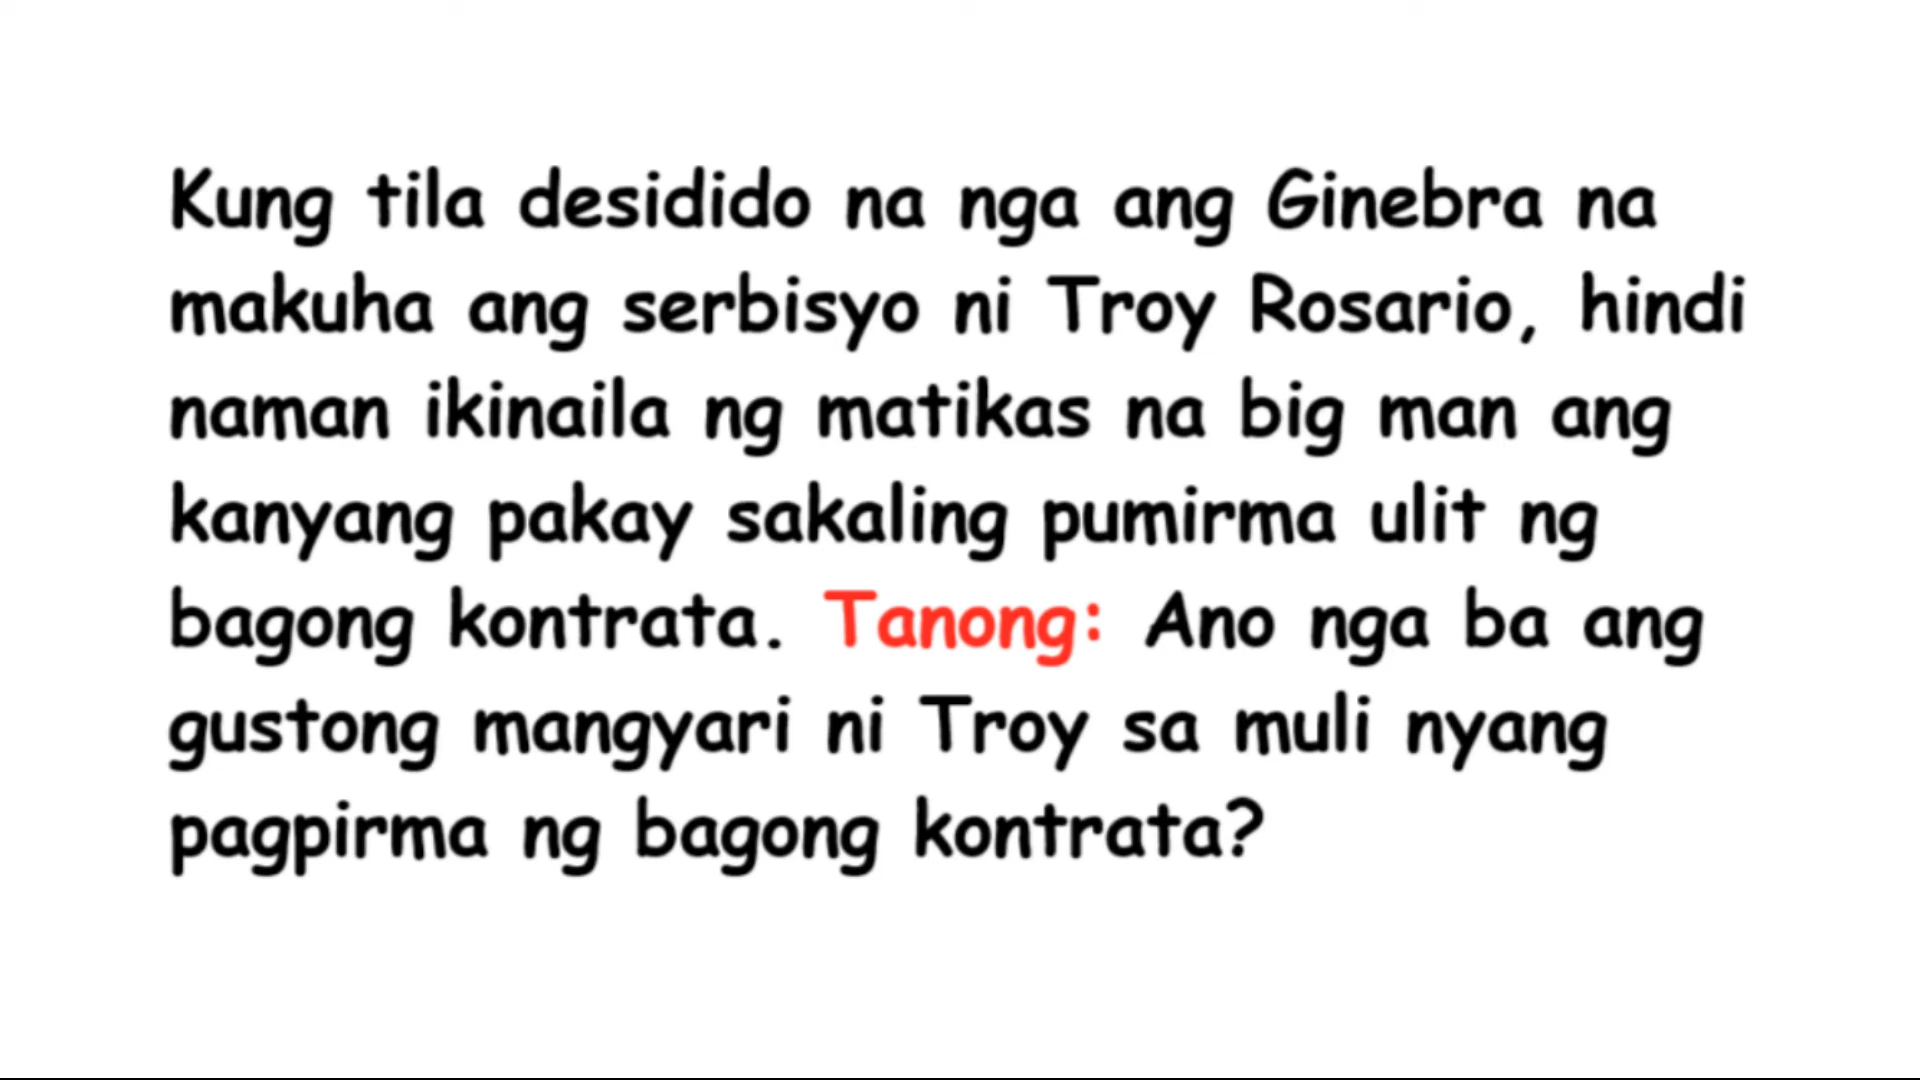 Kung tila desidido na nga ang Ginebra na
makuha ang serbisyo ni Troy Rosario, hindi
naman ikinaila ng matikas na big man ang
kanyang pakay sakaling pumirma ulit ng
bagong kontrata. Tanong: Ano nga ba ang
gustong mangyari ni Troy sa muli nyang
pagpirma ng bagong kontrata?